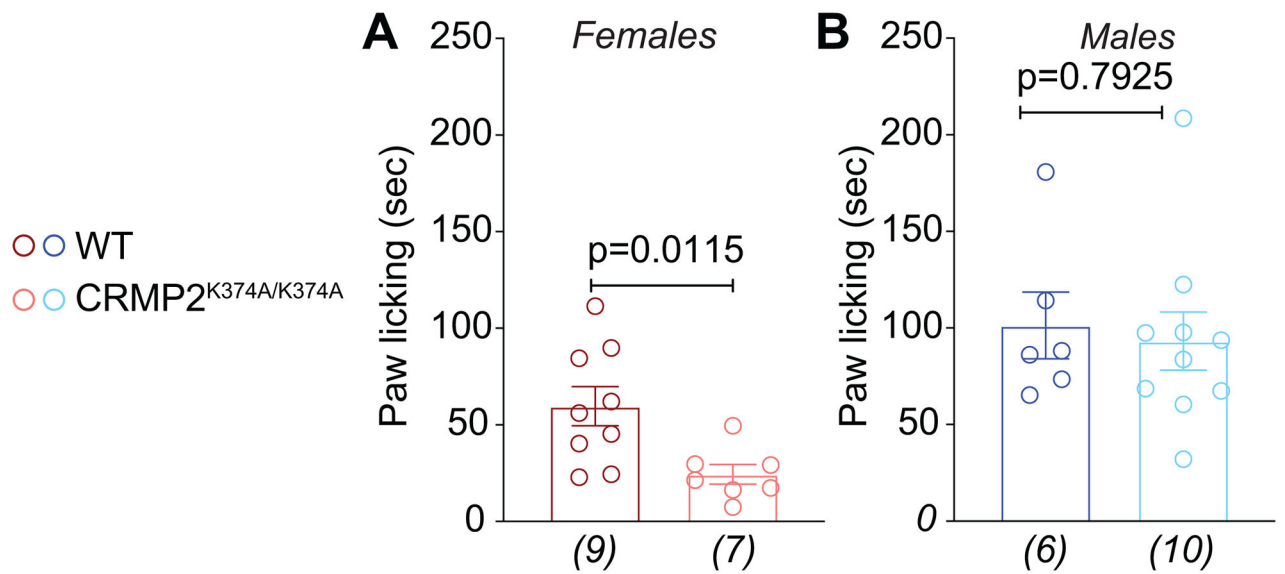 WT
CRMP2K374A/K374A
A
Females
Paw licking (sec)
250
200
150
100
50
0
p=0.0115
(9)
(7)
B
Males
p=0.7925
Paw licking (sec)
250
200
150
100
50
0
(6)
(10)